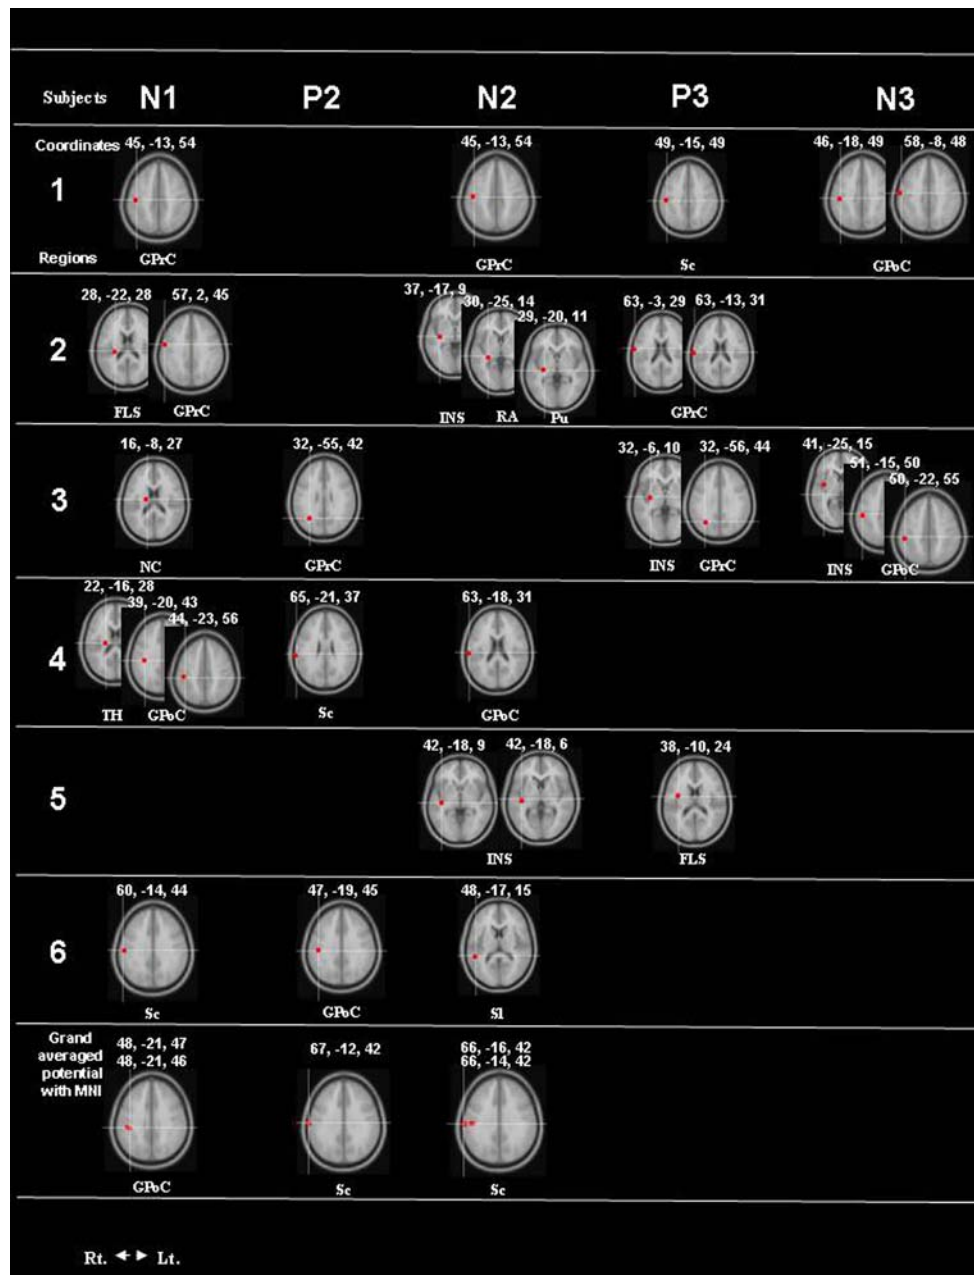 Subjects N1 P2 N2 P3 N3
Coordinates 45, -13, 54 45, -13, 54 49, -15, 49 46, -18, 49 58, -8, 48
1
Regions GPrC GPrC Sc GPoC
28, -22, 28 57, 2, 45 37, -17, 9 30, -25, 14 29, -20, 11 63, -3, 29 63, -13, 31
2
FLS GPrC INS RA Pu GPrC
16, -8, 27 32, -55, 42 32, -6, 10 32, -56, 44 41, -25, 15 51, -15, 50 50, -22, 55
3
NC GPrC INS GPrC INS GPoC
22, -16, 28 39, -20, 43 44, -23, 56 65, -21, 37 63, -18, 31
4
TH GPoC Sc GPoC
42, -18, 9 42, -18, 6 38, -10, 24
5
INS FLS
60, -14, 44 47, -19, 45 48, -17, 15
6
Sc GPoC Sl
Grand
averaged
potential
with MNI
48, -21, 47 67, -12, 42 66, -16, 42
48, -21, 46 66, -14, 42
GPoC Sc Sc
Rt. Lt.